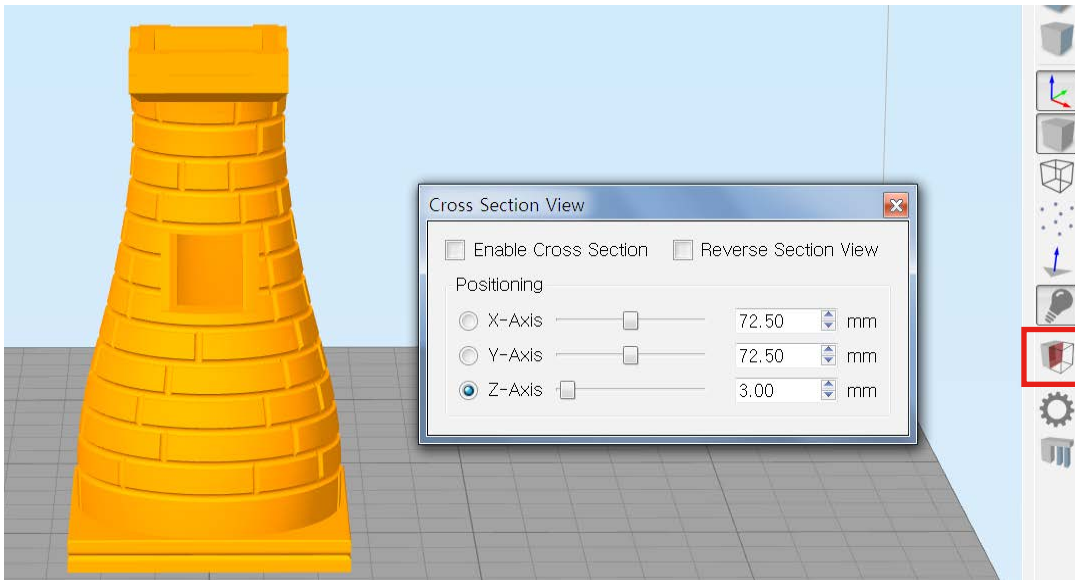 Cross Section View
Enable Cross Section Reverse Section View
Positioning
X-Axis 72.50 mm
Y-Axis 72.50 mm
Z-Axis 3.00 mm